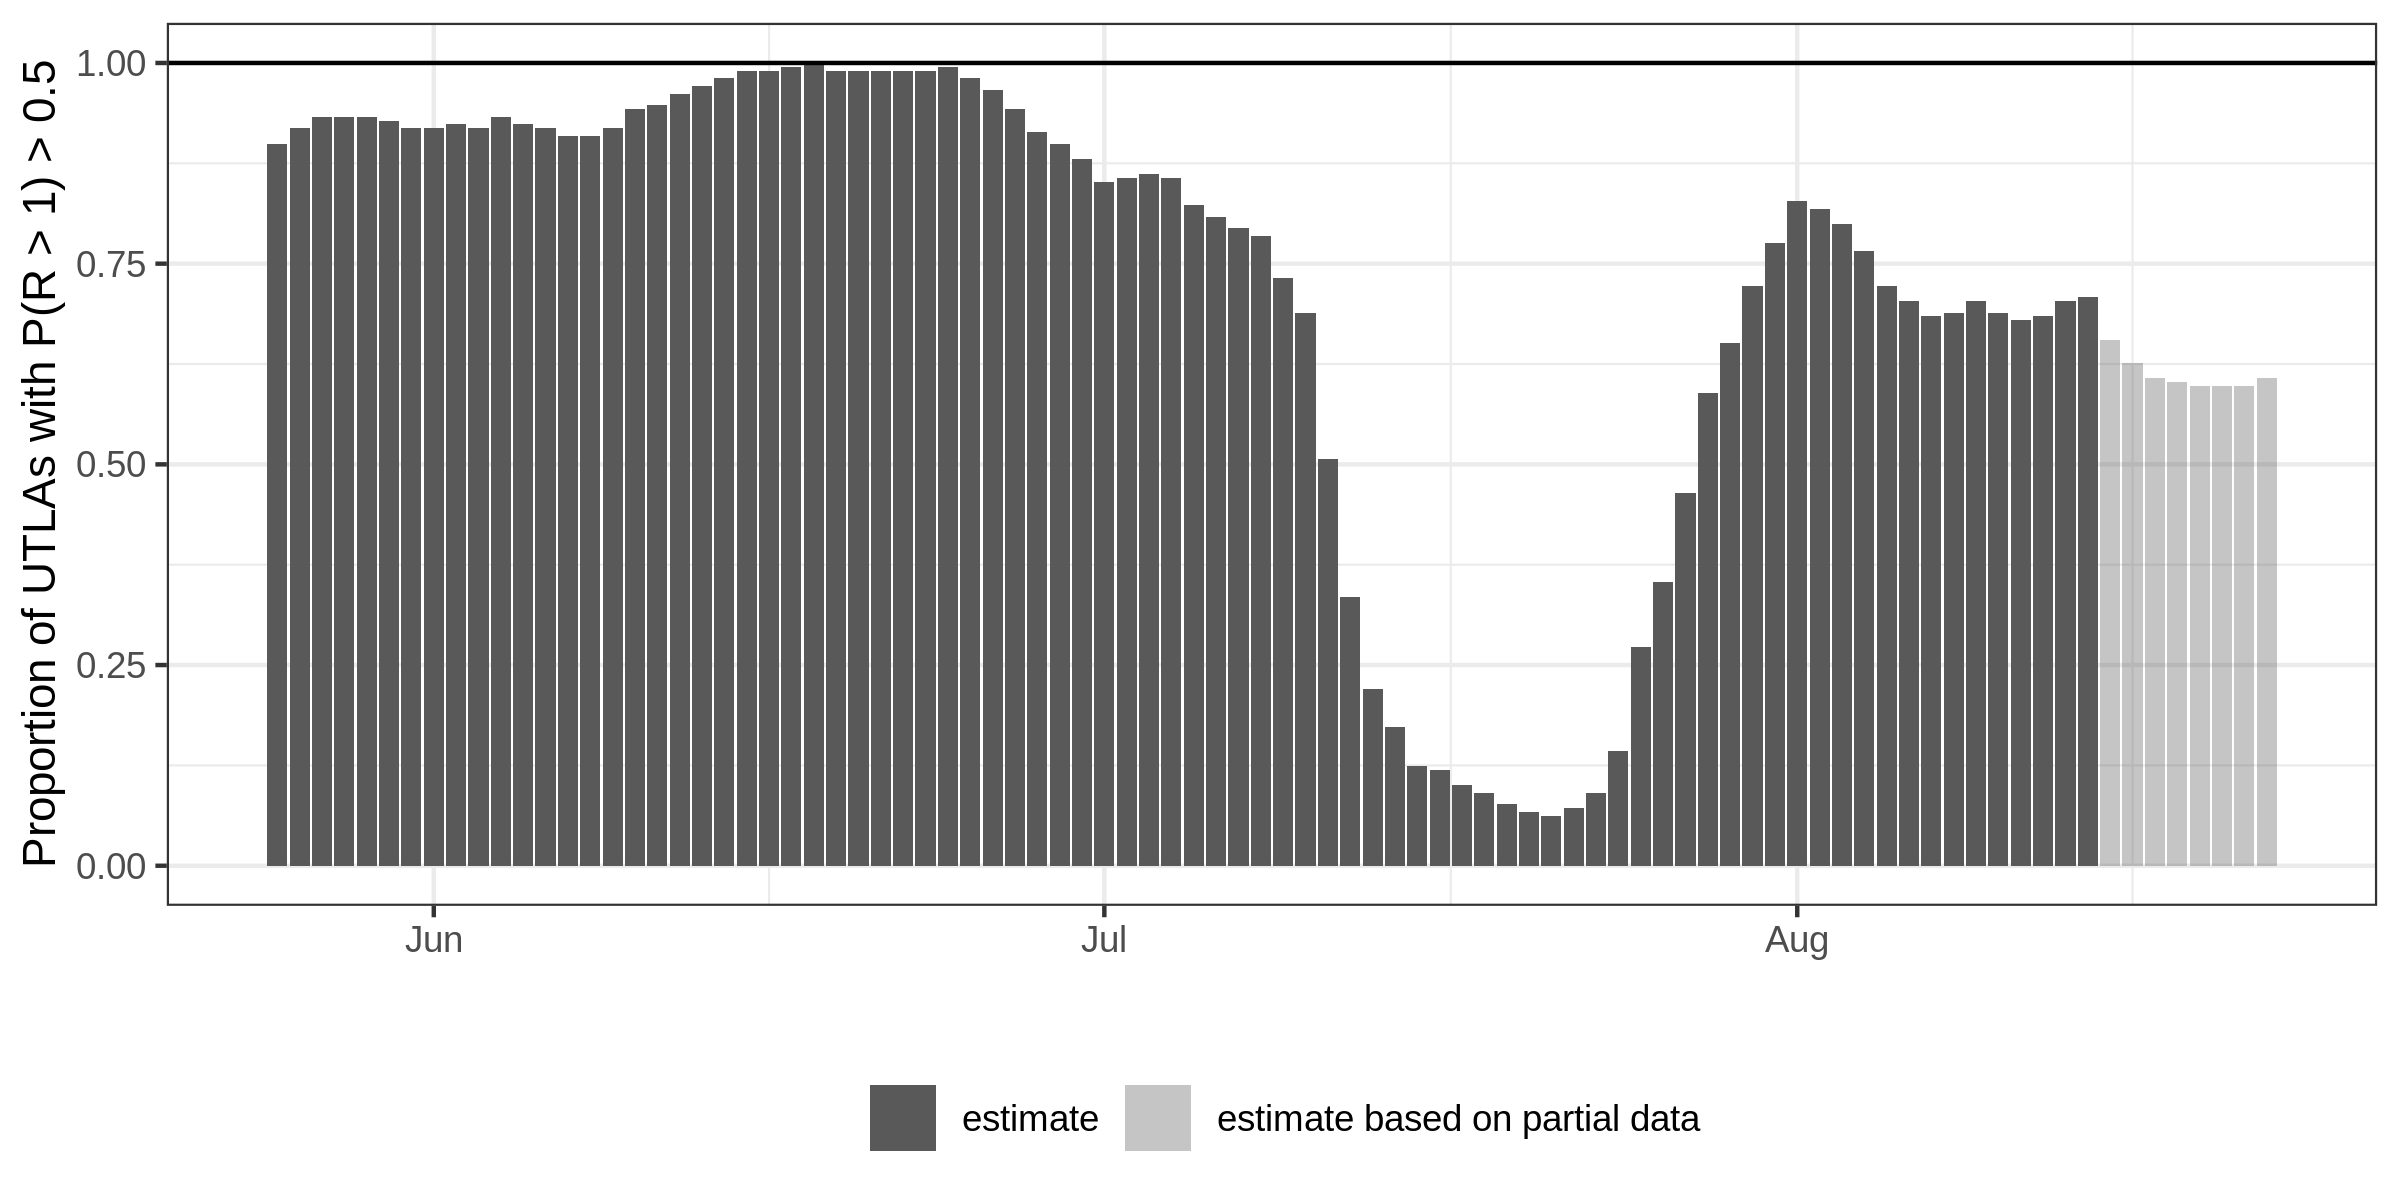 Proportion of UTLAs with P(R > 1) > 0.5
1.00
0.75
0.50
0.25
0.00
Jun Jul Aug
estimate estimate based on partial data